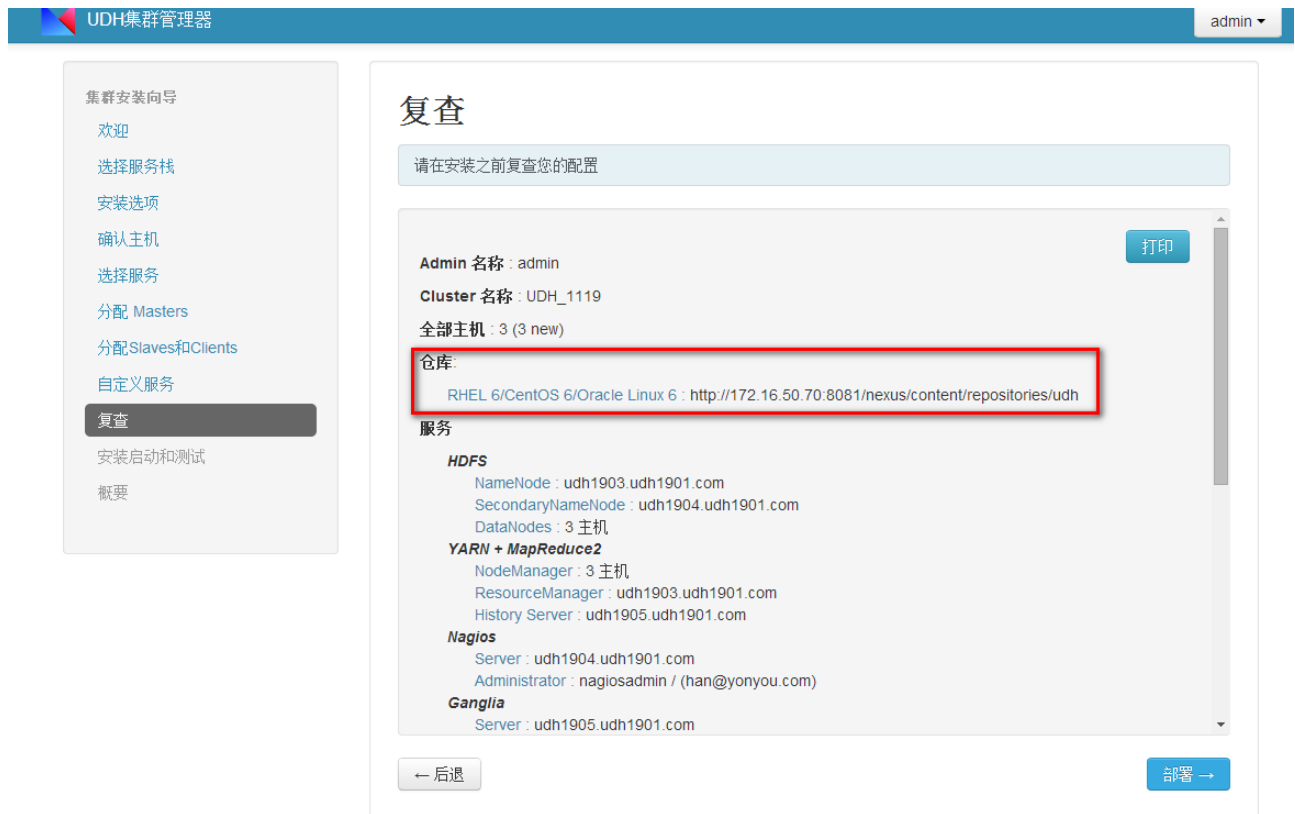 UDH集群管理器
admin
集群安装向导
欢迎
选择服务栈
安装选项
确认主机
选择服务
分配 Masters
分配Slaves和Clients
自定义服务
复查
安装启动和测试
概要
复查
请在安装之前复查您的配置
打印
Admin 名称 : admin
Cluster 名称 : UDH_1119
全部主机 : 3 (3 new)
仓库:
RHEL 6/CentOS 6/Oracle Linux 6 : http://172.16.50.70:8081/nexus/content/repositories/udh
服务
HDFS
NameNode : udh1903.udh1901.com
SecondaryNameNode : udh1904.udh1901.com
DataNodes : 3 主机
YARN + MapReduce2
NodeManager : 3 主机
ResourceManager : udh1903.udh1901.com
History Server : udh1905.udh1901.com
Nagios
Server : udh1904.udh1901.com
Administrator : nagiosadmin / (han@yonyou.com)
Ganglia
Server : udh1905.udh1901.com
← 后退
部署 →